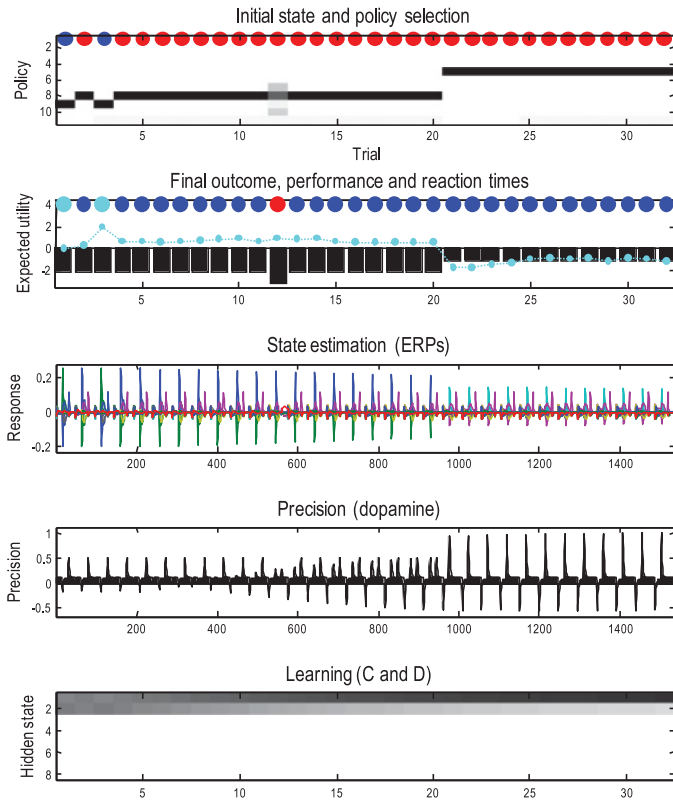 Initial state and policy selection
Policy
2
4
6
8
10
5 10 15 20 25 30
Trial
Final outcome, performance and reaction times
Expected utility
4
2
0
-2
5 10 15 20 25 30
State estimation (ERPs)
Response
0.2
0
-0.2
200 400 600 800 1000 1200 1400
Precision (dopamine)
Precision
1
0.5
0
-0.5
200 400 600 800 1000 1200 1400
Learning (C and D)
Hidden state
2
4
6
8
5 10 15 20 25 30